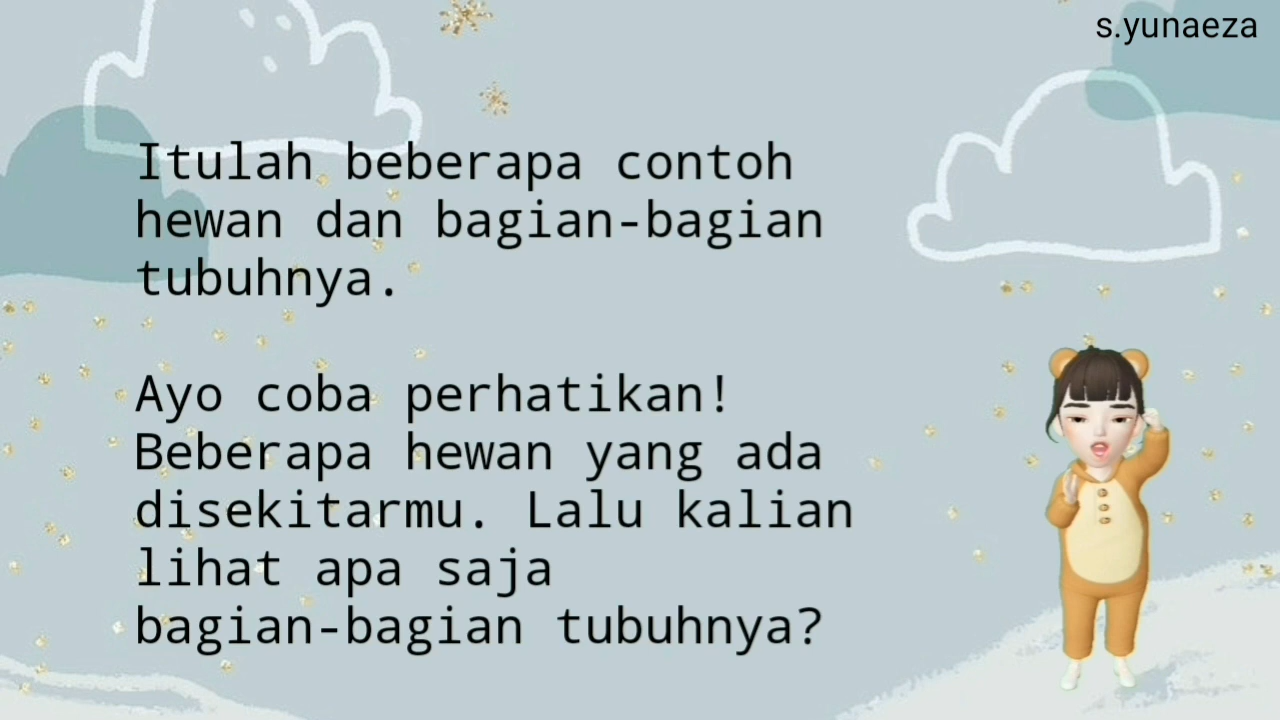 s.yunaeza
Itulah beberapa contoh
hewan dan bagian-bagian
tubuhnya.
Ayo coba perhatikan!
Beberapa hewan yang ada
disekitarmu. Lalu kalian
lihat apa saja
bagian-bagian tubuhnya?